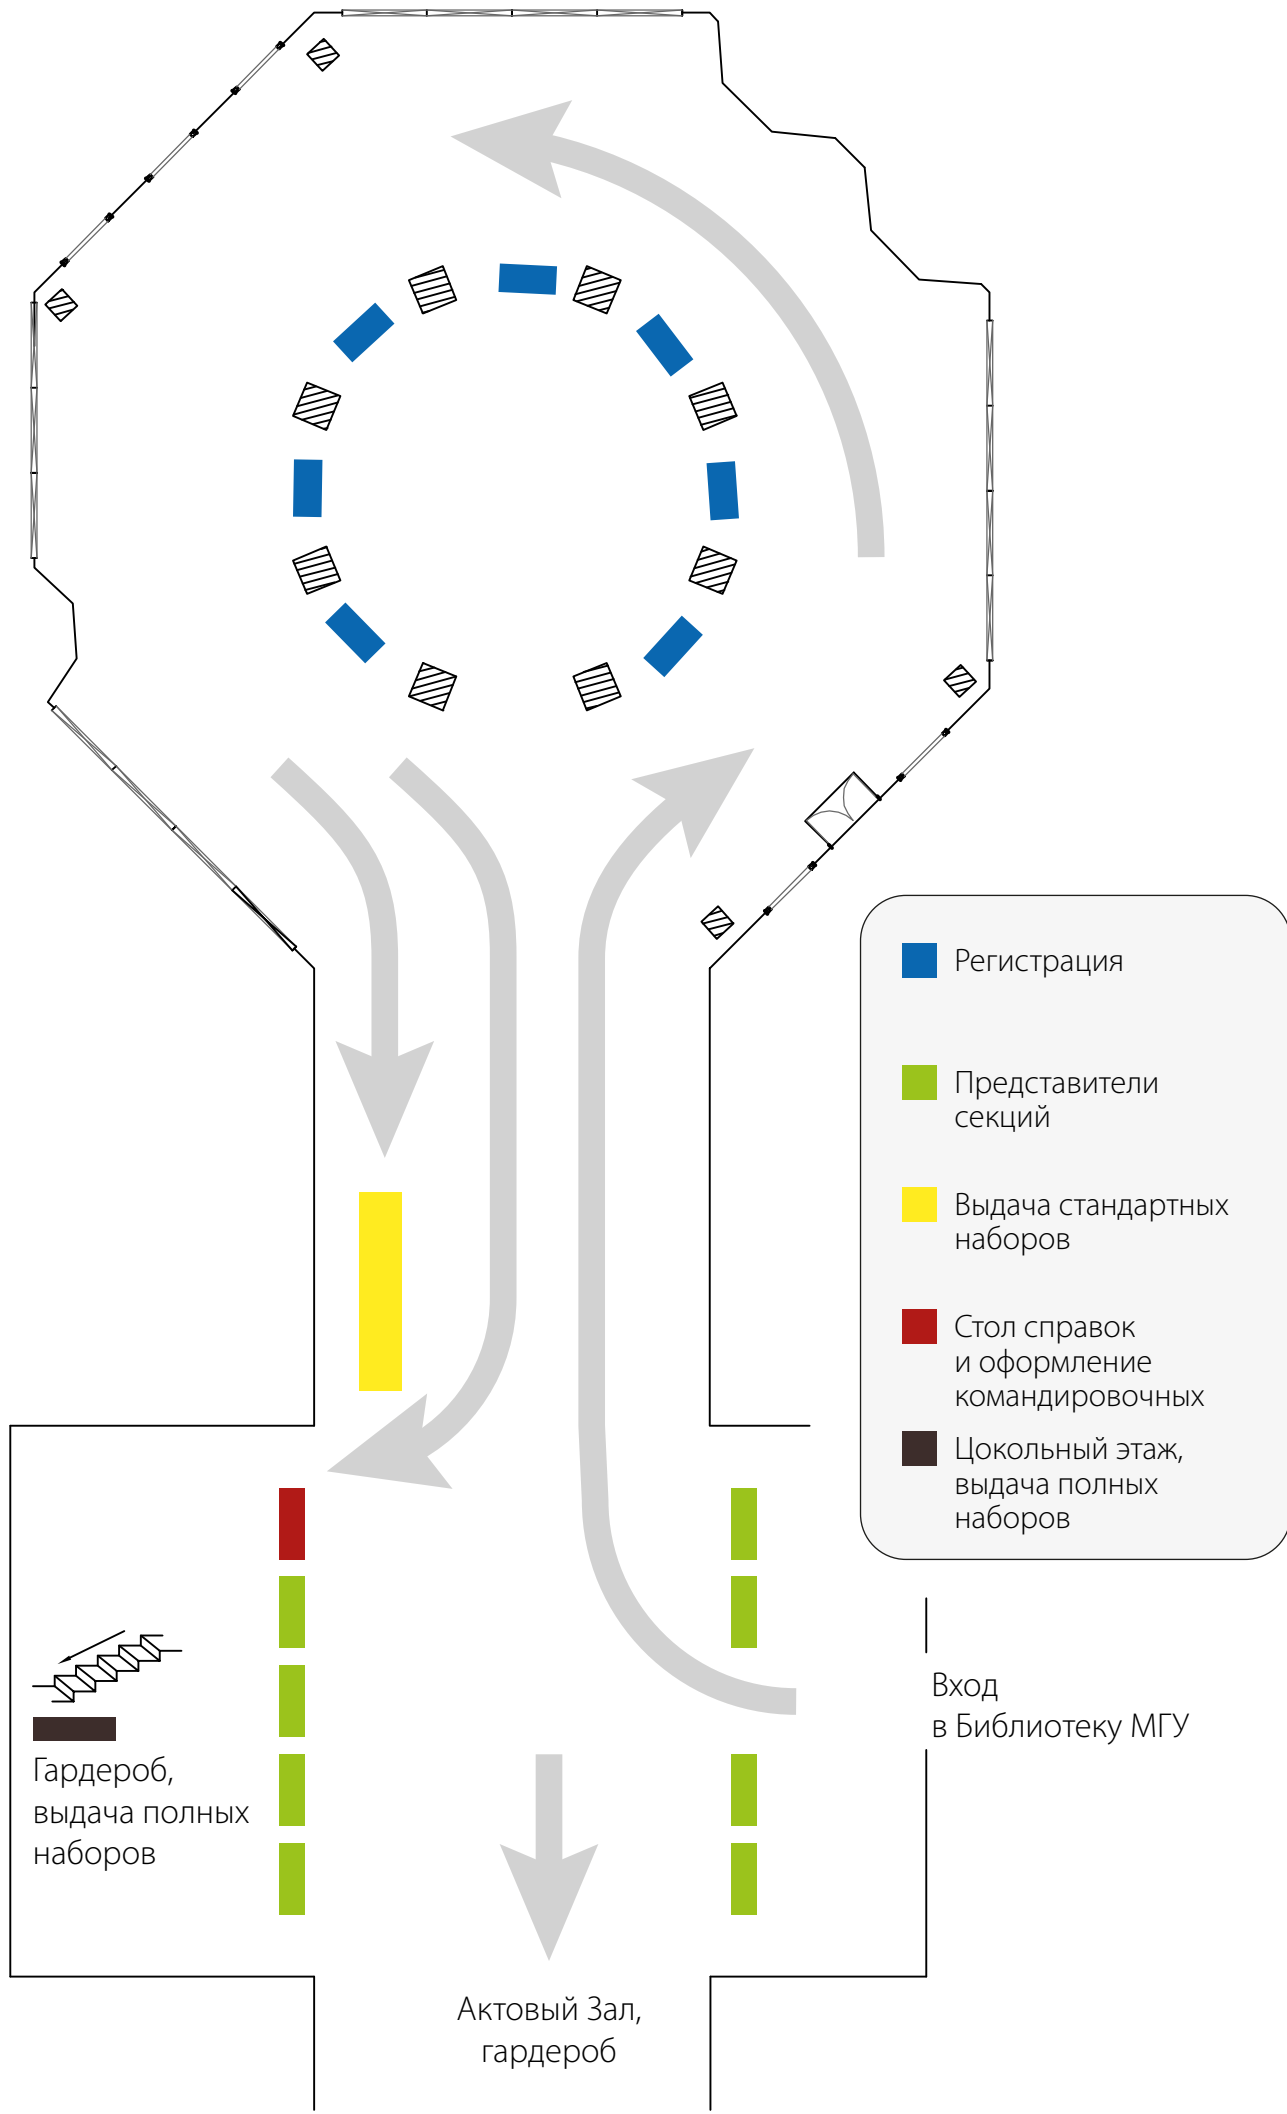 Регистрация
Представители
секций
Выдача стандартных
наборов
Стол справок
и оформление
командировочных
Цокольный этаж,
выдача полных
наборов
Вход
в Библиотеку МГУ
Гардероб,
выдача полных
наборов
Актовый Зал,
гардероб